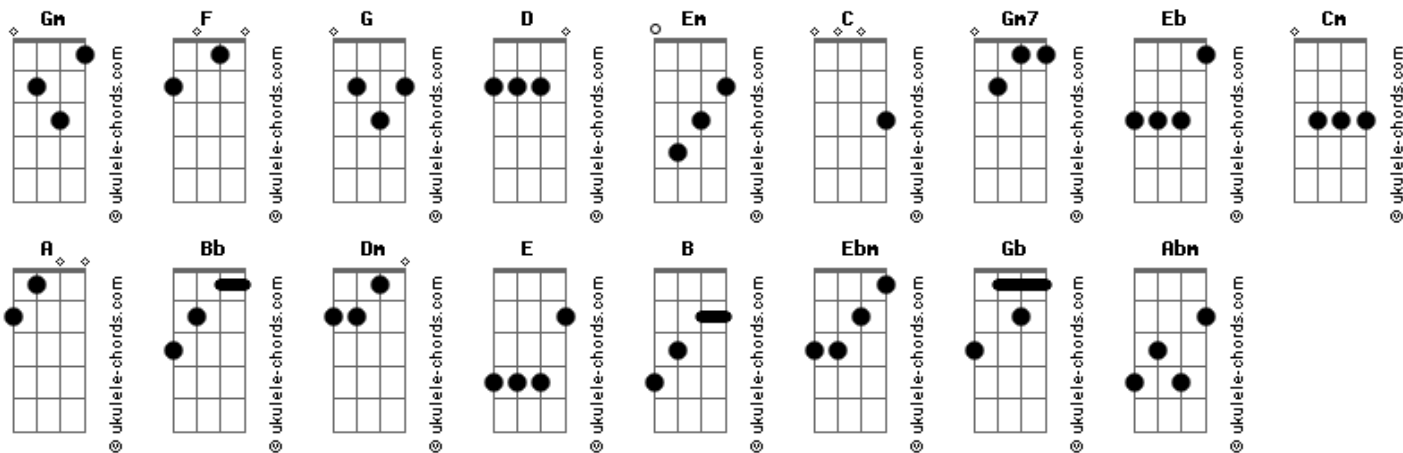 Gm F G D Em C Gm7 Eb Cm
© ukulele-chords.com © ukulele-chords.com © ukulele-chords.com © ukulele-chords.com © ukulele-chords.com © ukulele-chords.com © ukulele-chords.com © ukulele-chords.com © ukulele-chords.com
A Bb Dm E B Ebm Gb Abm
© ukulele-chords.com © ukulele-chords.com © ukulele-chords.com © ukulele-chords.com © ukulele-chords.com © ukulele-chords.com © ukulele-chords.com © ukulele-chords.com